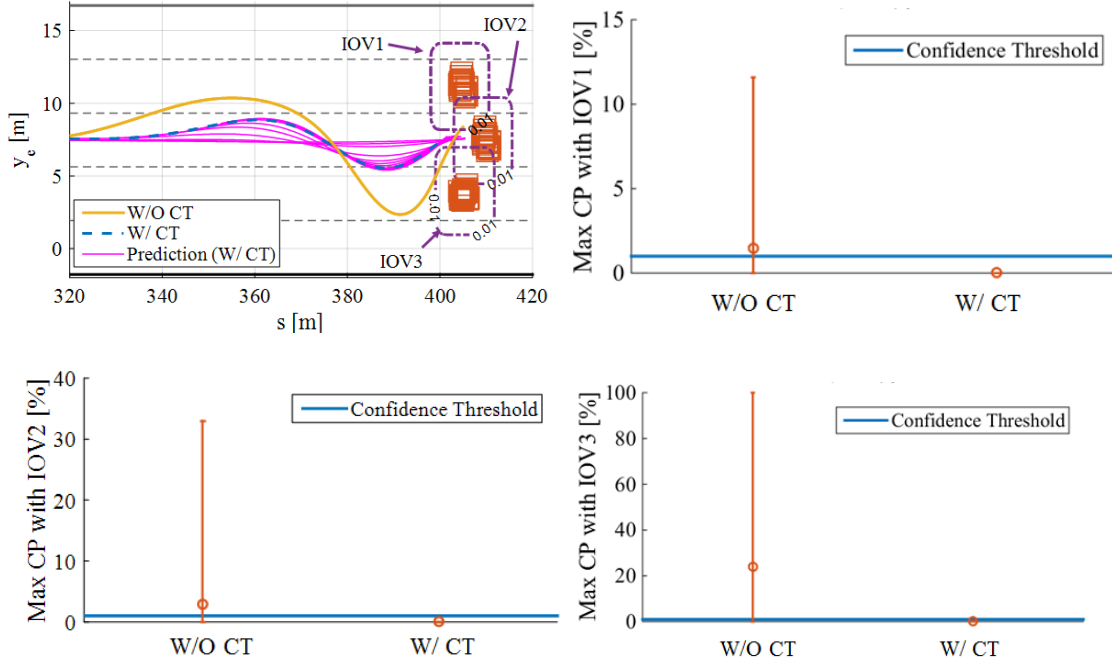 IOV1
IOV2
y_e [m]
15
10
5
0
0.01
0.01
0.01
0.01
W/O CT
W/ CT
Prediction (W/ CT)
IOV3
320
340
360
380
400
420
s [m]
Max CP with IOV1 [%]
15
10
5
0
Confidence Threshold
W/O CT
W/ CT
Max CP with IOV2 [%]
40
30
20
10
0
Confidence Threshold
W/O CT
W/ CT
Max CP with IOV3 [%]
100
80
60
40
20
0
Confidence Threshold
W/O CT
W/ CT